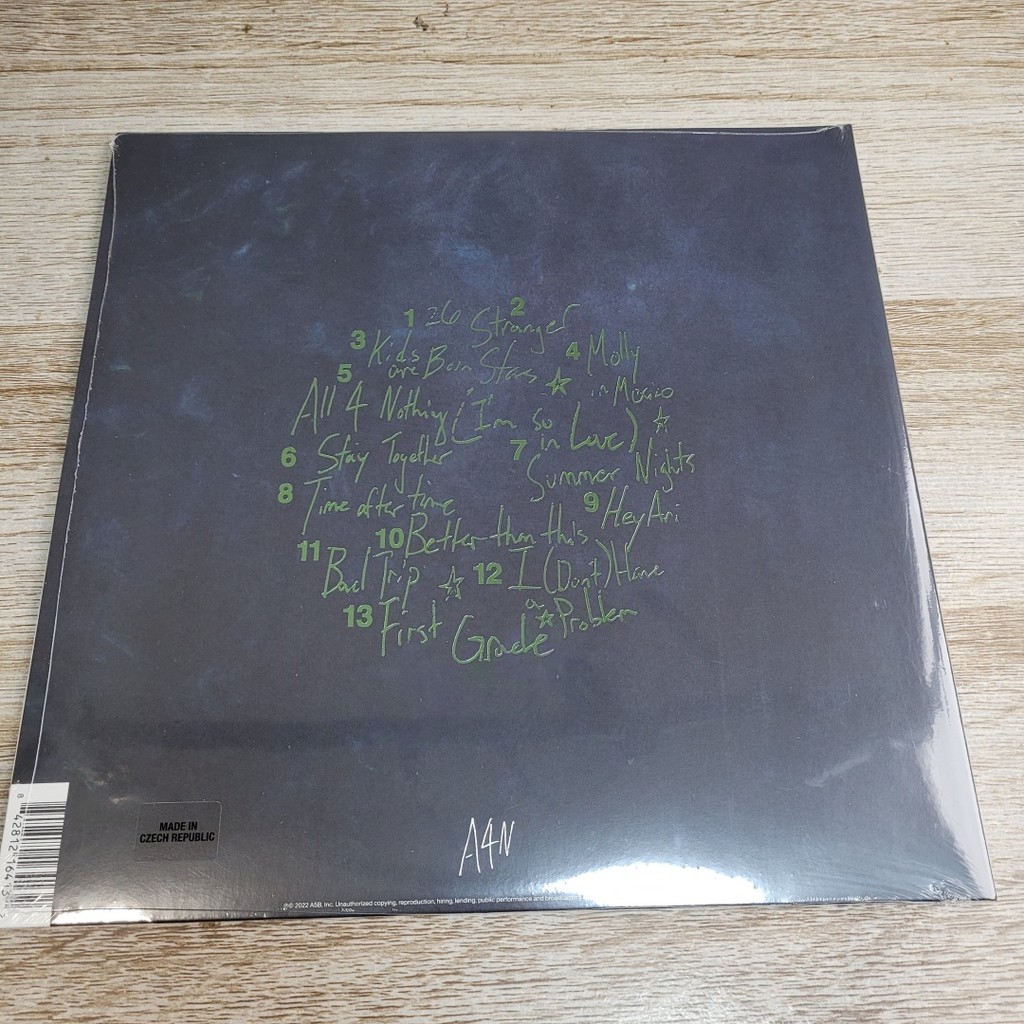 1 26 2 Stranger
3 Kids are Born Stars 4 Molly in Mexico
5 All 4 Nothing (I'm so in Love)
6 Stay Together 7 Summer Nights
8 Time after time 9 Hey Ari
10 Better than this
11 Bad Trip 12 I (Don't) Have a Problem
13 First Grade
MADE IN
CZECH REPUBLIC
A4N
© 2022 ASB, Inc. Unauthorized copying, reproduction, hiring, lending, public performance and